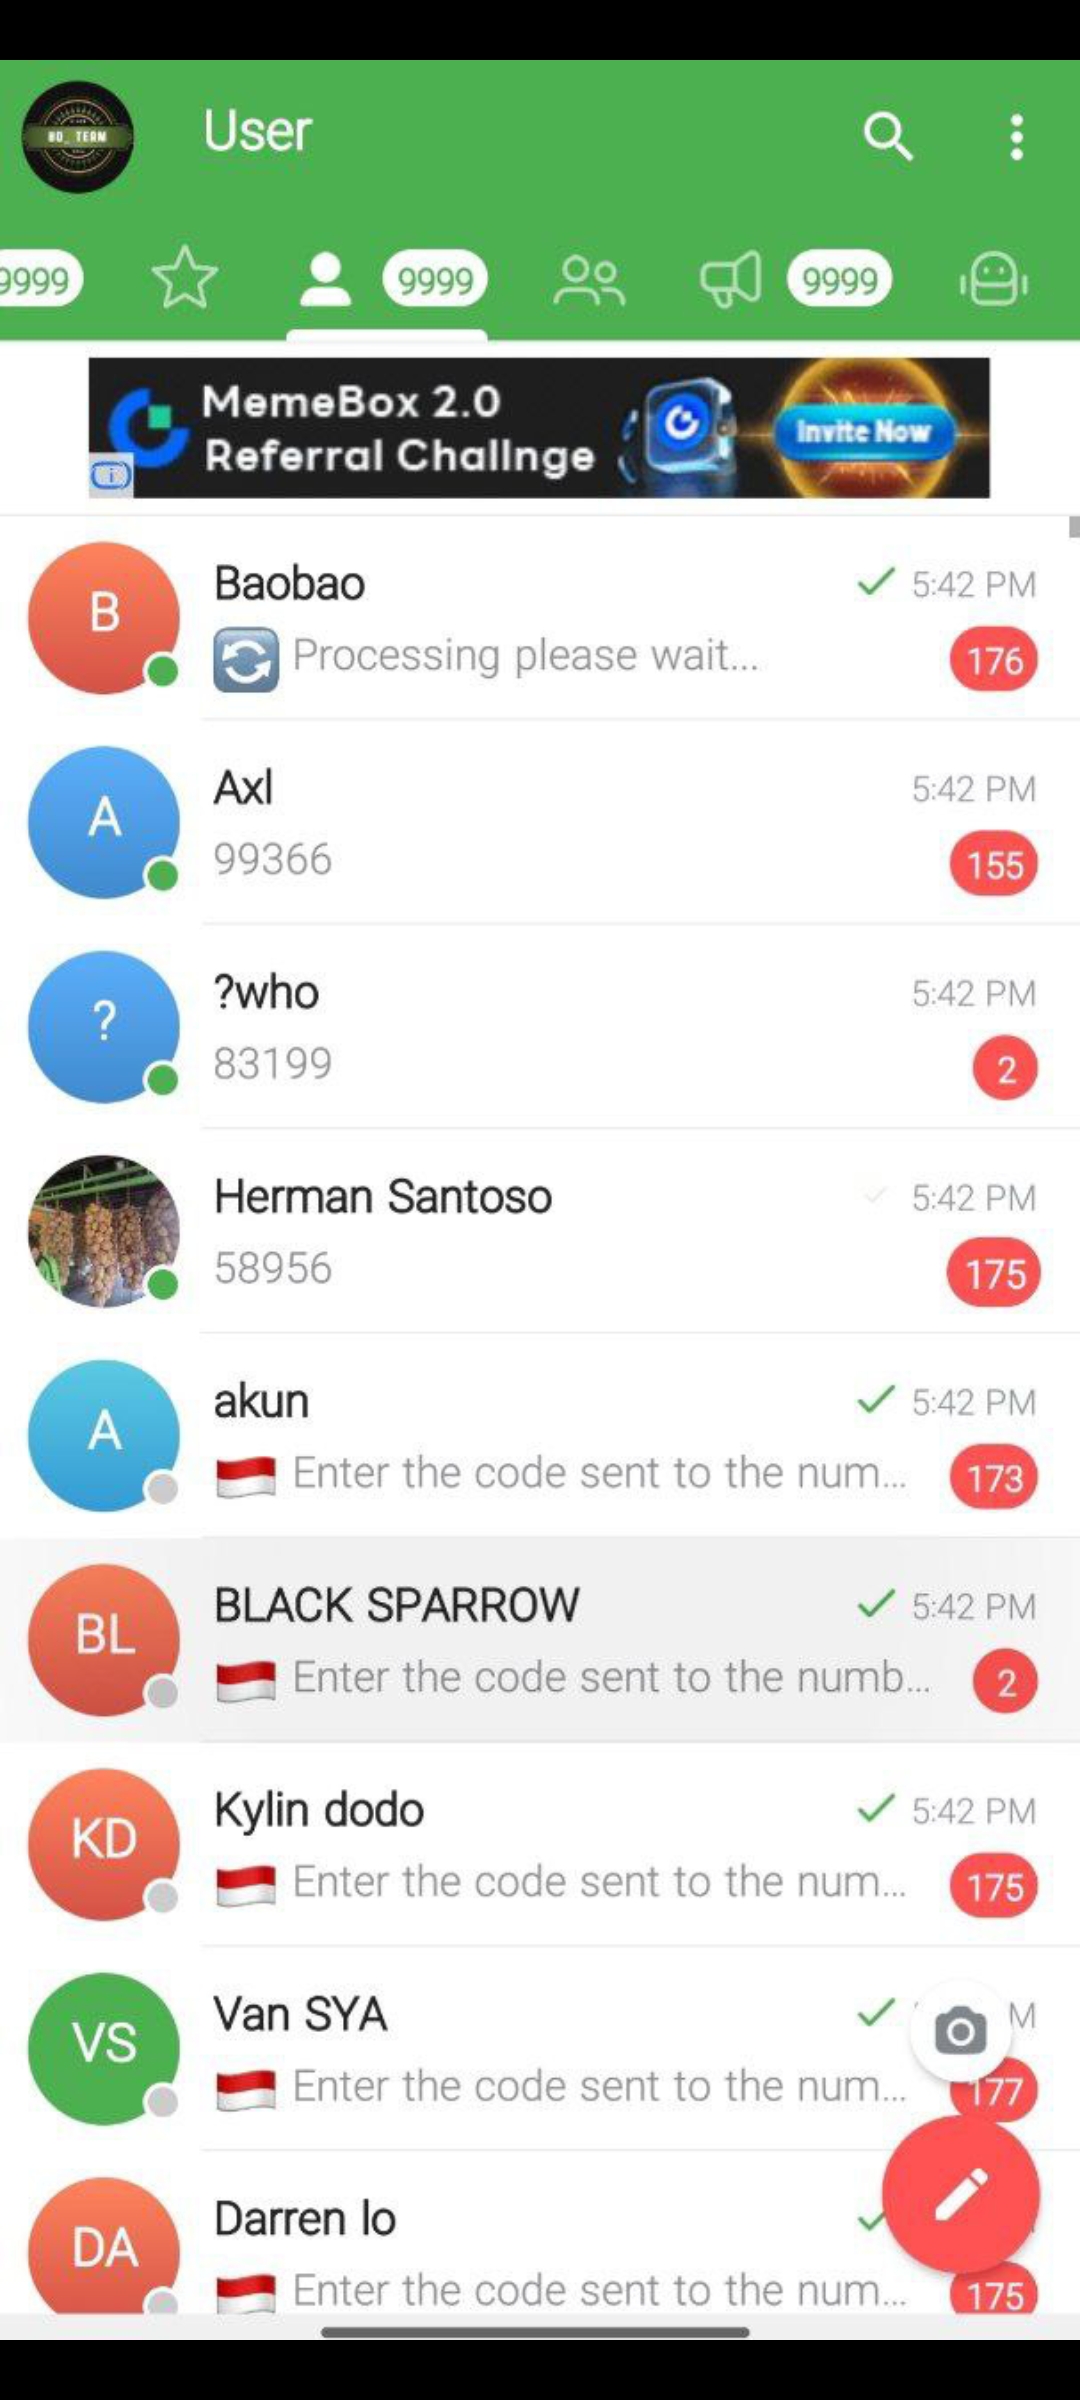 BD_TEAM
User
9999
9999
9999
MemeBox 2.0
Referral Challnge
Invite Now
B
Baobao
5:42 PM
Processing please wait...
176
A
Axl
5:42 PM
99366
155
?
?who
5:42 PM
83199
2
Herman Santoso
5:42 PM
58956
175
A
akun
5:42 PM
Enter the code sent to the num...
173
BL
BLACK SPARROW
5:42 PM
Enter the code sent to the numb...
2
KD
Kylin dodo
5:42 PM
Enter the code sent to the num...
175
VS
Van SYA
M
Enter the code sent to the num...
177
DA
Darren lo
Enter the code sent to the num...
175